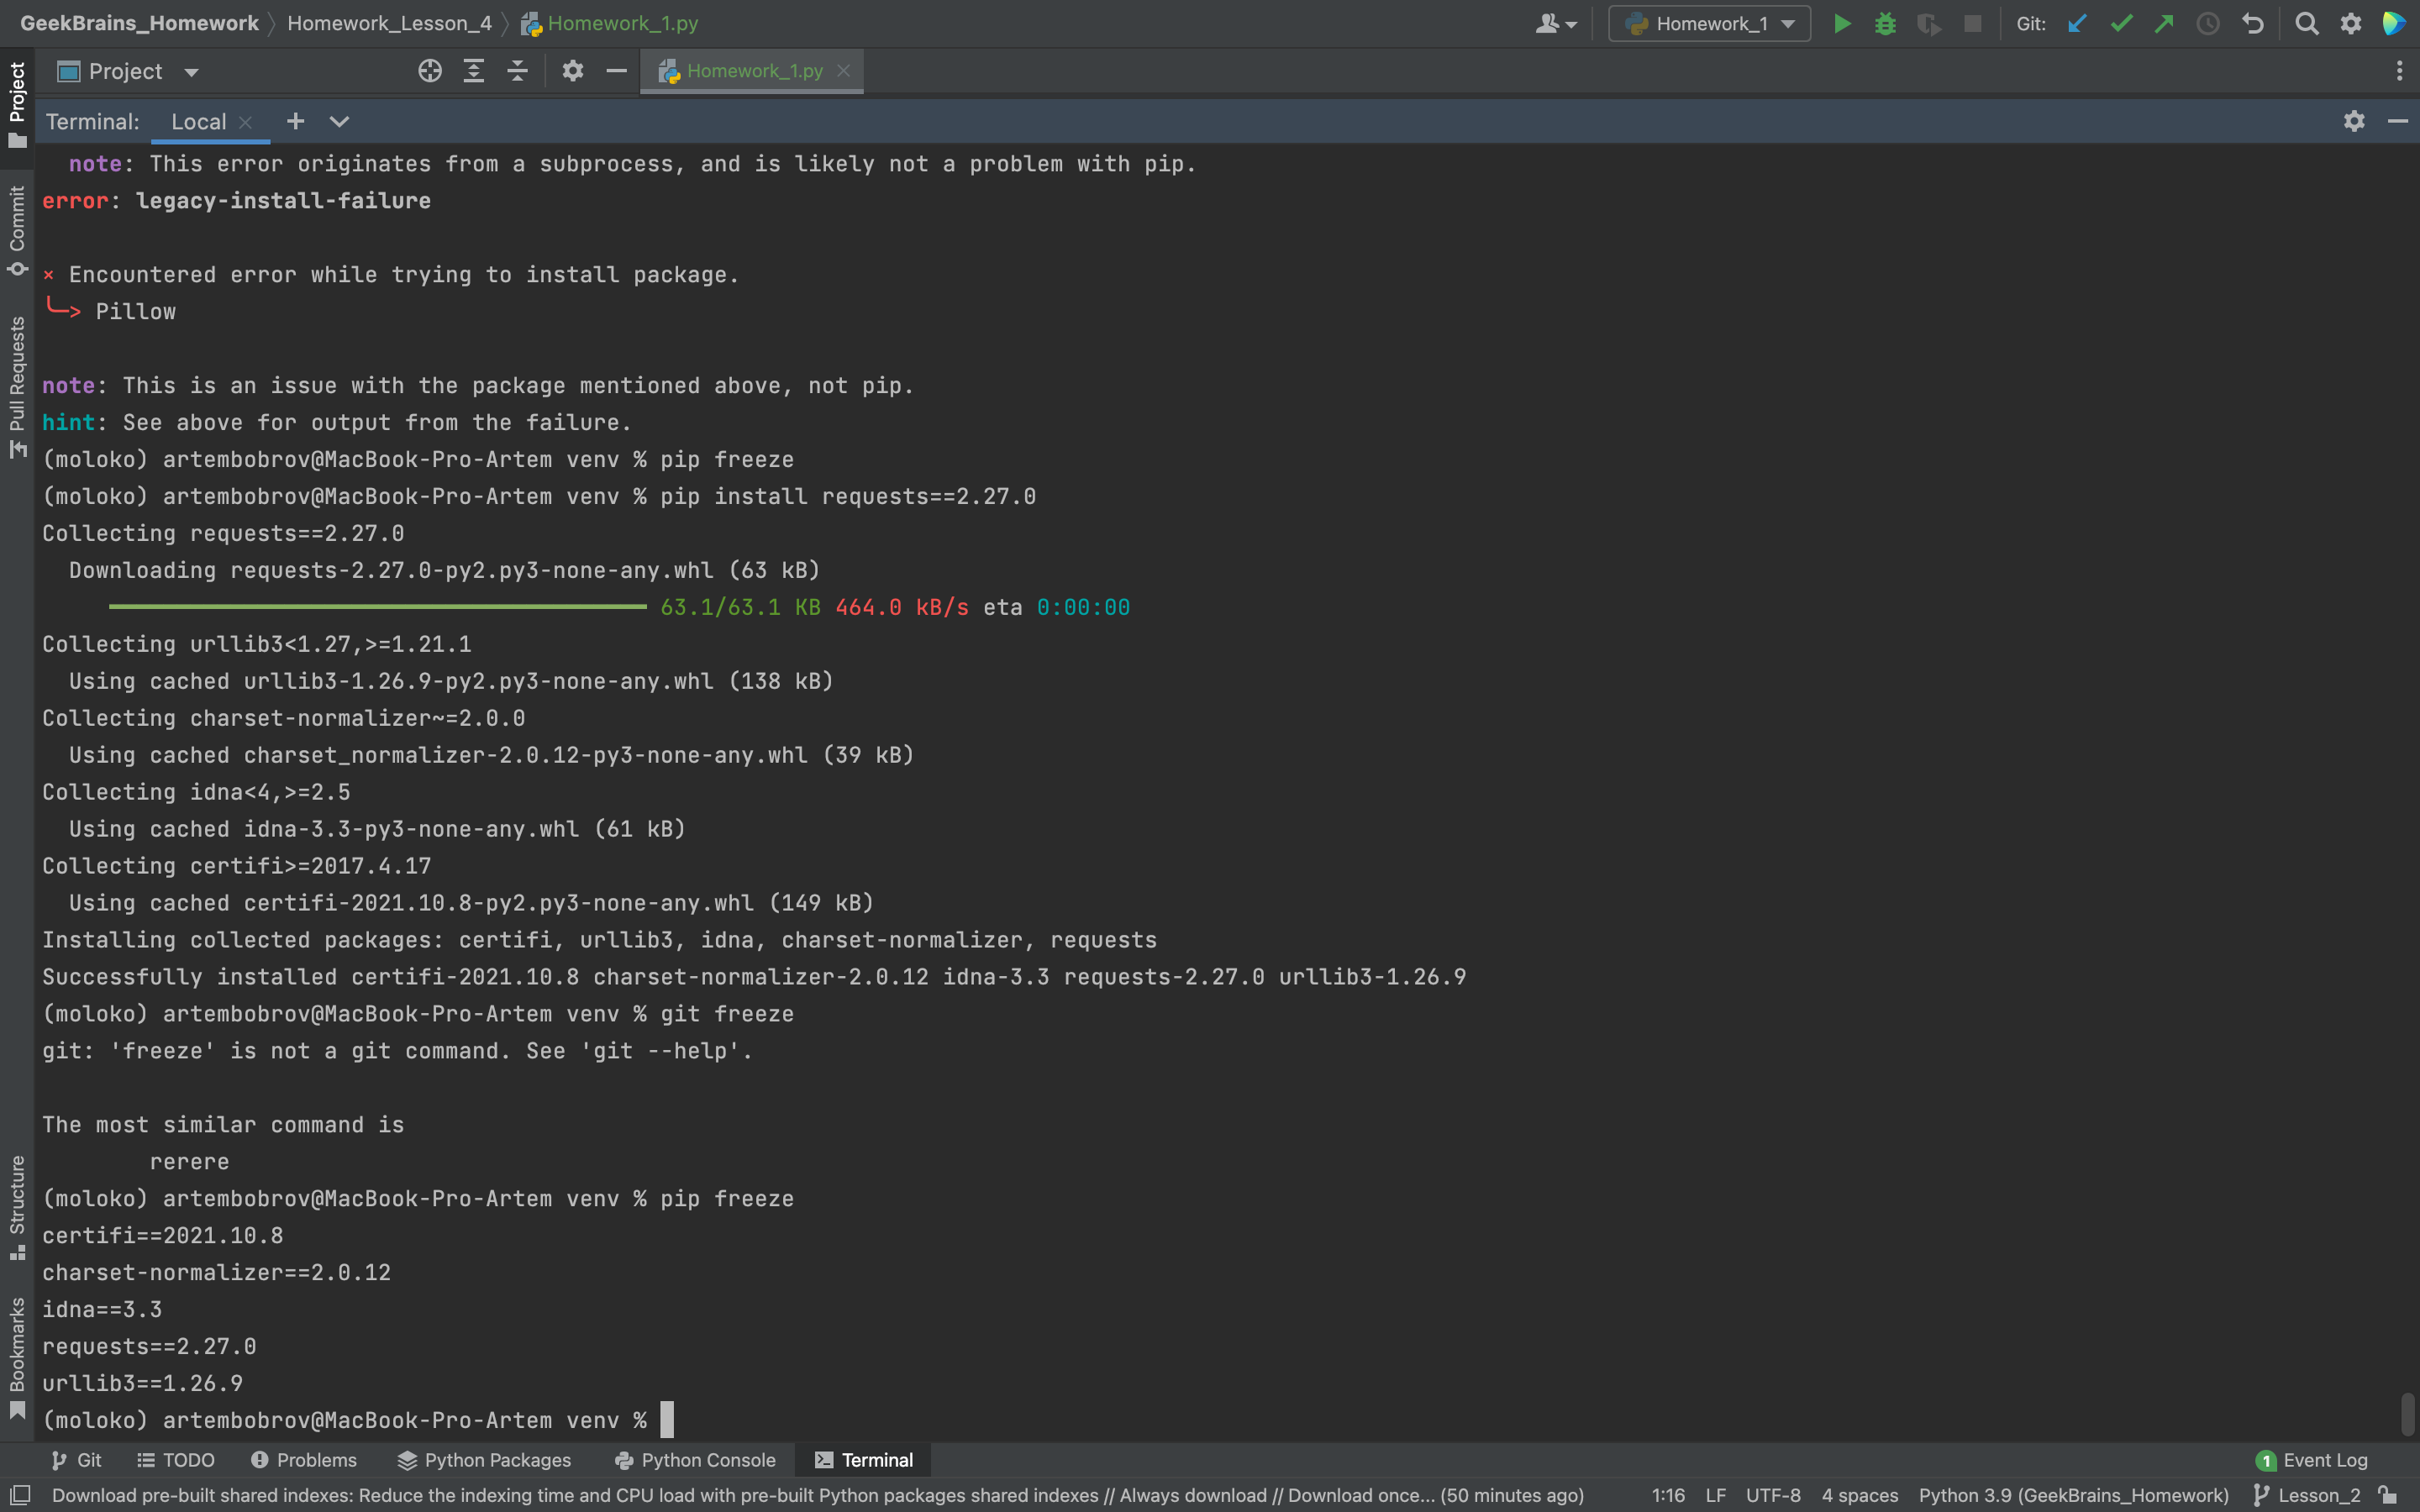 GeekBrains_Homework Homework_Lesson_4 Homework_1.py Homework_1 Git:
Project Homework_1.py
Terminal: Local
note: This error originates from a subprocess, and is likely not a problem with pip.
error: legacy-install-failure
× Encountered error while trying to install package.
╰─> Pillow
note: This is an issue with the package mentioned above, not pip.
hint: See above for output from the failure.
(moloko) artembobrov@MacBook-Pro-Artem venv % pip freeze
(moloko) artembobrov@MacBook-Pro-Artem venv % pip install requests==2.27.0
Collecting requests==2.27.0
Downloading requests-2.27.0-py2.py3-none-any.whl (63 kB)
63.1/63.1 KB 464.0 kB/s eta 0:00:00
Collecting urllib3<1.27,>=1.21.1
Using cached urllib3-1.26.9-py2.py3-none-any.whl (138 kB)
Collecting charset-normalizer~=2.0.0
Using cached charset_normalizer-2.0.12-py3-none-any.whl (39 kB)
Collecting idna<4,>=2.5
Using cached idna-3.3-py3-none-any.whl (61 kB)
Collecting certifi>=2017.4.17
Using cached certifi-2021.10.8-py2.py3-none-any.whl (149 kB)
Installing collected packages: certifi, urllib3, idna, charset-normalizer, requests
Successfully installed certifi-2021.10.8 charset-normalizer-2.0.12 idna-3.3 requests-2.27.0 urllib3-1.26.9
(moloko) artembobrov@MacBook-Pro-Artem venv % git freeze
git: 'freeze' is not a git command. See 'git --help'.
The most similar command is
rerere
(moloko) artembobrov@MacBook-Pro-Artem venv % pip freeze
certifi==2021.10.8
charset-normalizer==2.0.12
idna==3.3
requests==2.27.0
urllib3==1.26.9
(moloko) artembobrov@MacBook-Pro-Artem venv %
Project
Commit
Pull Requests
Structure
Bookmarks
Git TODO Problems Python Packages Python Console Terminal 1 Event Log
Download pre-built shared indexes: Reduce the indexing time and CPU load with pre-built Python packages shared indexes // Always download // Download once... (50 minutes ago) 1:16 LF UTF-8 4 spaces Python 3.9 (GeekBrains_Homework) Lesson_2